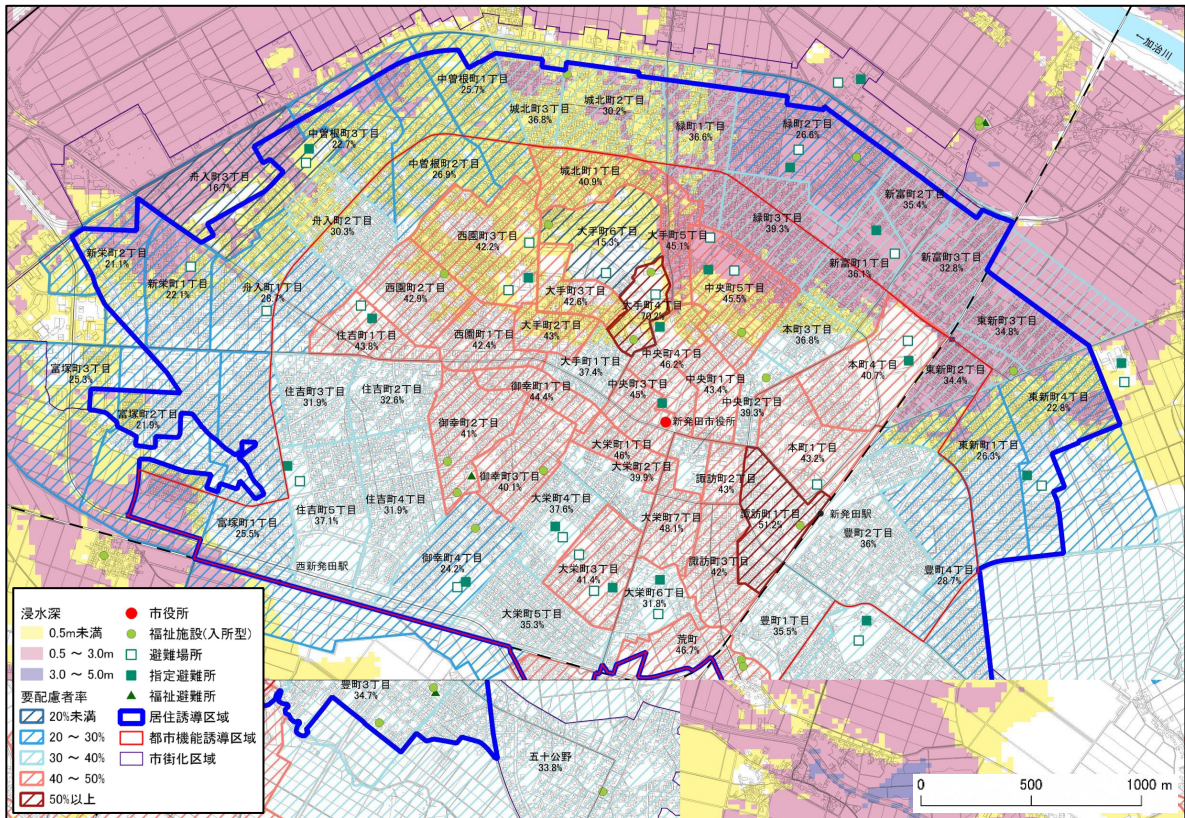 ←加治川
中曽根町1丁目
25.7%
城北町3丁目
36.8%
城北町2丁目
30.2%
緑町1丁目
36.6%
緑町2丁目
26.6%
中曽根町3丁目
22.7%
中曽根町2丁目
26.9%
舟入町3丁目
16.7%
城北町1丁目
40.9%
新富町2丁目
35.4%
舟入町2丁目
30.3%
西園町3丁目
42.2%
大手町6丁目
15.3%
大手町5丁目
45.1%
緑町3丁目
39.3%
新栄町2丁目
21.1%
新富町1丁目
36.1%
新富町3丁目
32.8%
新栄町1丁目
22.1%
舟入町1丁目
28.7%
西園町2丁目
42.9%
大手町3丁目
42.6%
大手町4丁目
70.2%
中央町5丁目
45.5%
東新町3丁目
34.8%
住吉町1丁目
43.8%
西園町1丁目
42.4%
大手町2丁目
43%
本町3丁目
36.8%
大手町1丁目
37.4%
中央町4丁目
46.2%
本町4丁目
40.7%
東新町2丁目
34.4%
富塚町3丁目
25.3%
住吉町3丁目
31.9%
住吉町2丁目
32.6%
御幸町1丁目
44.4%
中央町3丁目
45%
中央町1丁目
43.4%
中央町2丁目
39.3%
東新町4丁目
22.8%
富塚町2丁目
21.9%
御幸町2丁目
41%
新発田市役所
大栄町1丁目
46%
本町1丁目
43.2%
東新町1丁目
26.3%
大栄町2丁目
39.9%
御幸町3丁目
40.1%
諏訪町2丁目
43%
住吉町5丁目
37.1%
住吉町4丁目
31.9%
大栄町4丁目
37.6%
大栄町7丁目
48.1%
諏訪町1丁目
51.2%
新発田駅
富塚町1丁目
25.5%
豊町2丁目
36%
西新発田駅
御幸町4丁目
24.2%
大栄町3丁目
41.4%
諏訪町3丁目
42%
豊町4丁目
28.7%
大栄町6丁目
31.8%
大栄町5丁目
35.3%
荒町
46.7%
豊町1丁目
35.5%
豊町3丁目
34.7%
五十公野
33.8%
浸水深
0.5m未満
0.5 ～ 3.0m
3.0 ～ 5.0m
要配慮者率
20%未満
20 ～ 30%
30 ～ 40%
40 ～ 50%
50%以上
市役所
福祉施設(入所型)
避難場所
指定避難所
福祉避難所
居住誘導区域
都市機能誘導区域
市街化区域
0 500 1000 m